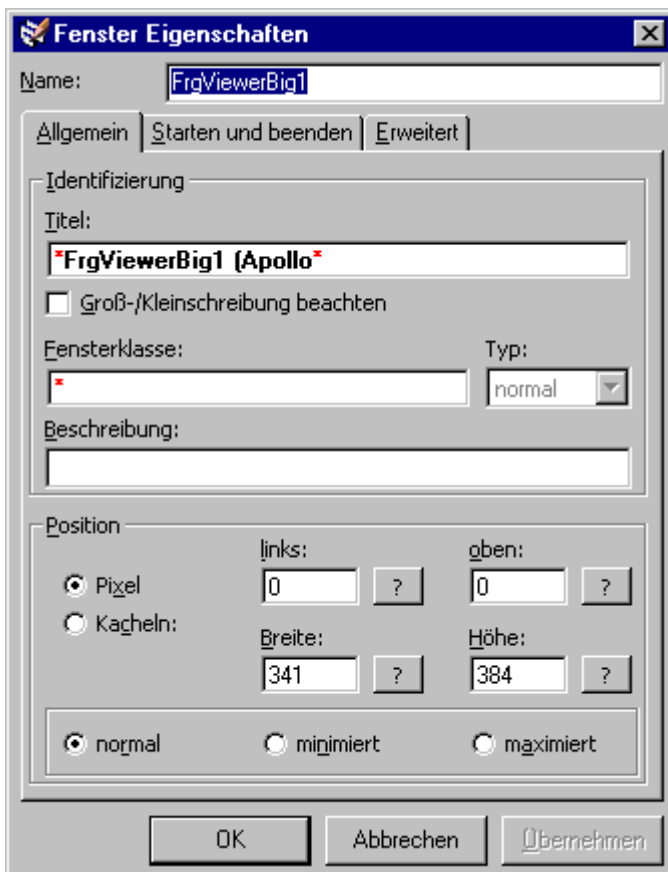 Fenster Eigenschaften
Name: FrgViewerBig1
Allgemein Starten und beenden Erweitert
Identifizierung
Titel:
*FrgViewerBig1 (Apollo*
Groß-/Kleinschreibung beachten
Fensterklasse: Typ:
* normal
Beschreibung:
Position
links: oben:
Pixel 0 ? 0 ?
Kacheln:
Breite: Höhe:
341 ? 384 ?
normal minimiert maximiert
OK Abbrechen Übernehmen